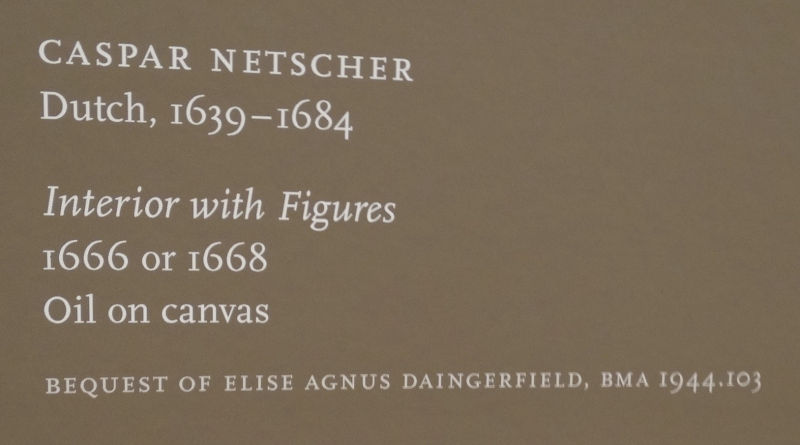 CASPAR NETSCHER
Dutch, 1639–1684
Interior with Figures
1666 or 1668
Oil on canvas
BEQUEST OF ELISE AGNUS DAINGERFIELD, BMA 1944.103